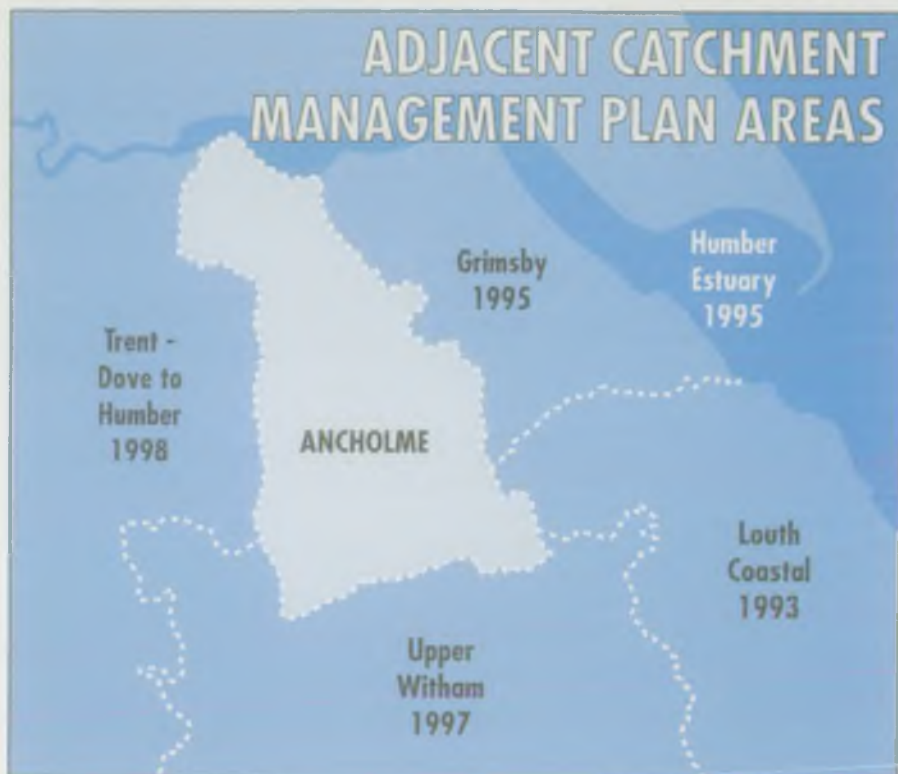 ADJACENT CATCHMENT
MANAGEMENT PLAN AREAS
Grimsby
1995
Humber
Estuary
1995
Trent -
Dove to
Humber
1998
ANCHOLME
Louth
Coastal
1993
Upper
Witham
1997